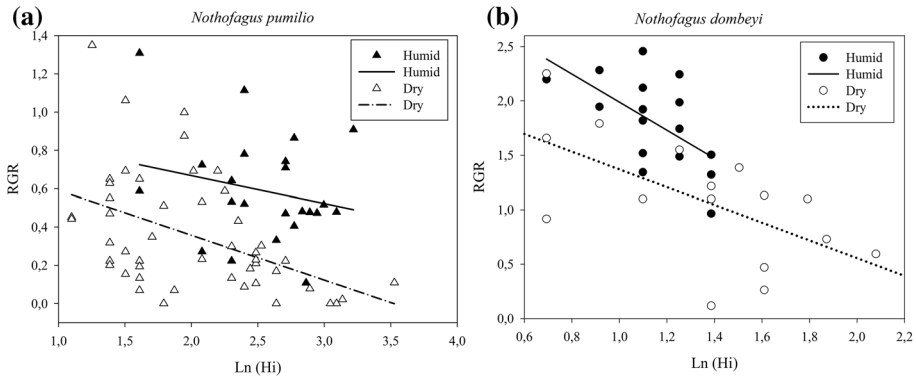 (a)
Nothofagus pumilio
1,4
1,2
1,0
0,8
0,6
0,4
0,2
0,0
RGR
Humid
Humid
Dry
Dry
1,0 1,5 2,0 2,5 3,0 3,5 4,0
Ln (Hi)
(b)
Nothofagus dombeyi
2,5
2,0
1,5
1,0
0,5
0,0
RGR
Humid
Humid
Dry
Dry
0,6 0,8 1,0 1,2 1,4 1,6 1,8 2,0 2,2
Ln (Hi)